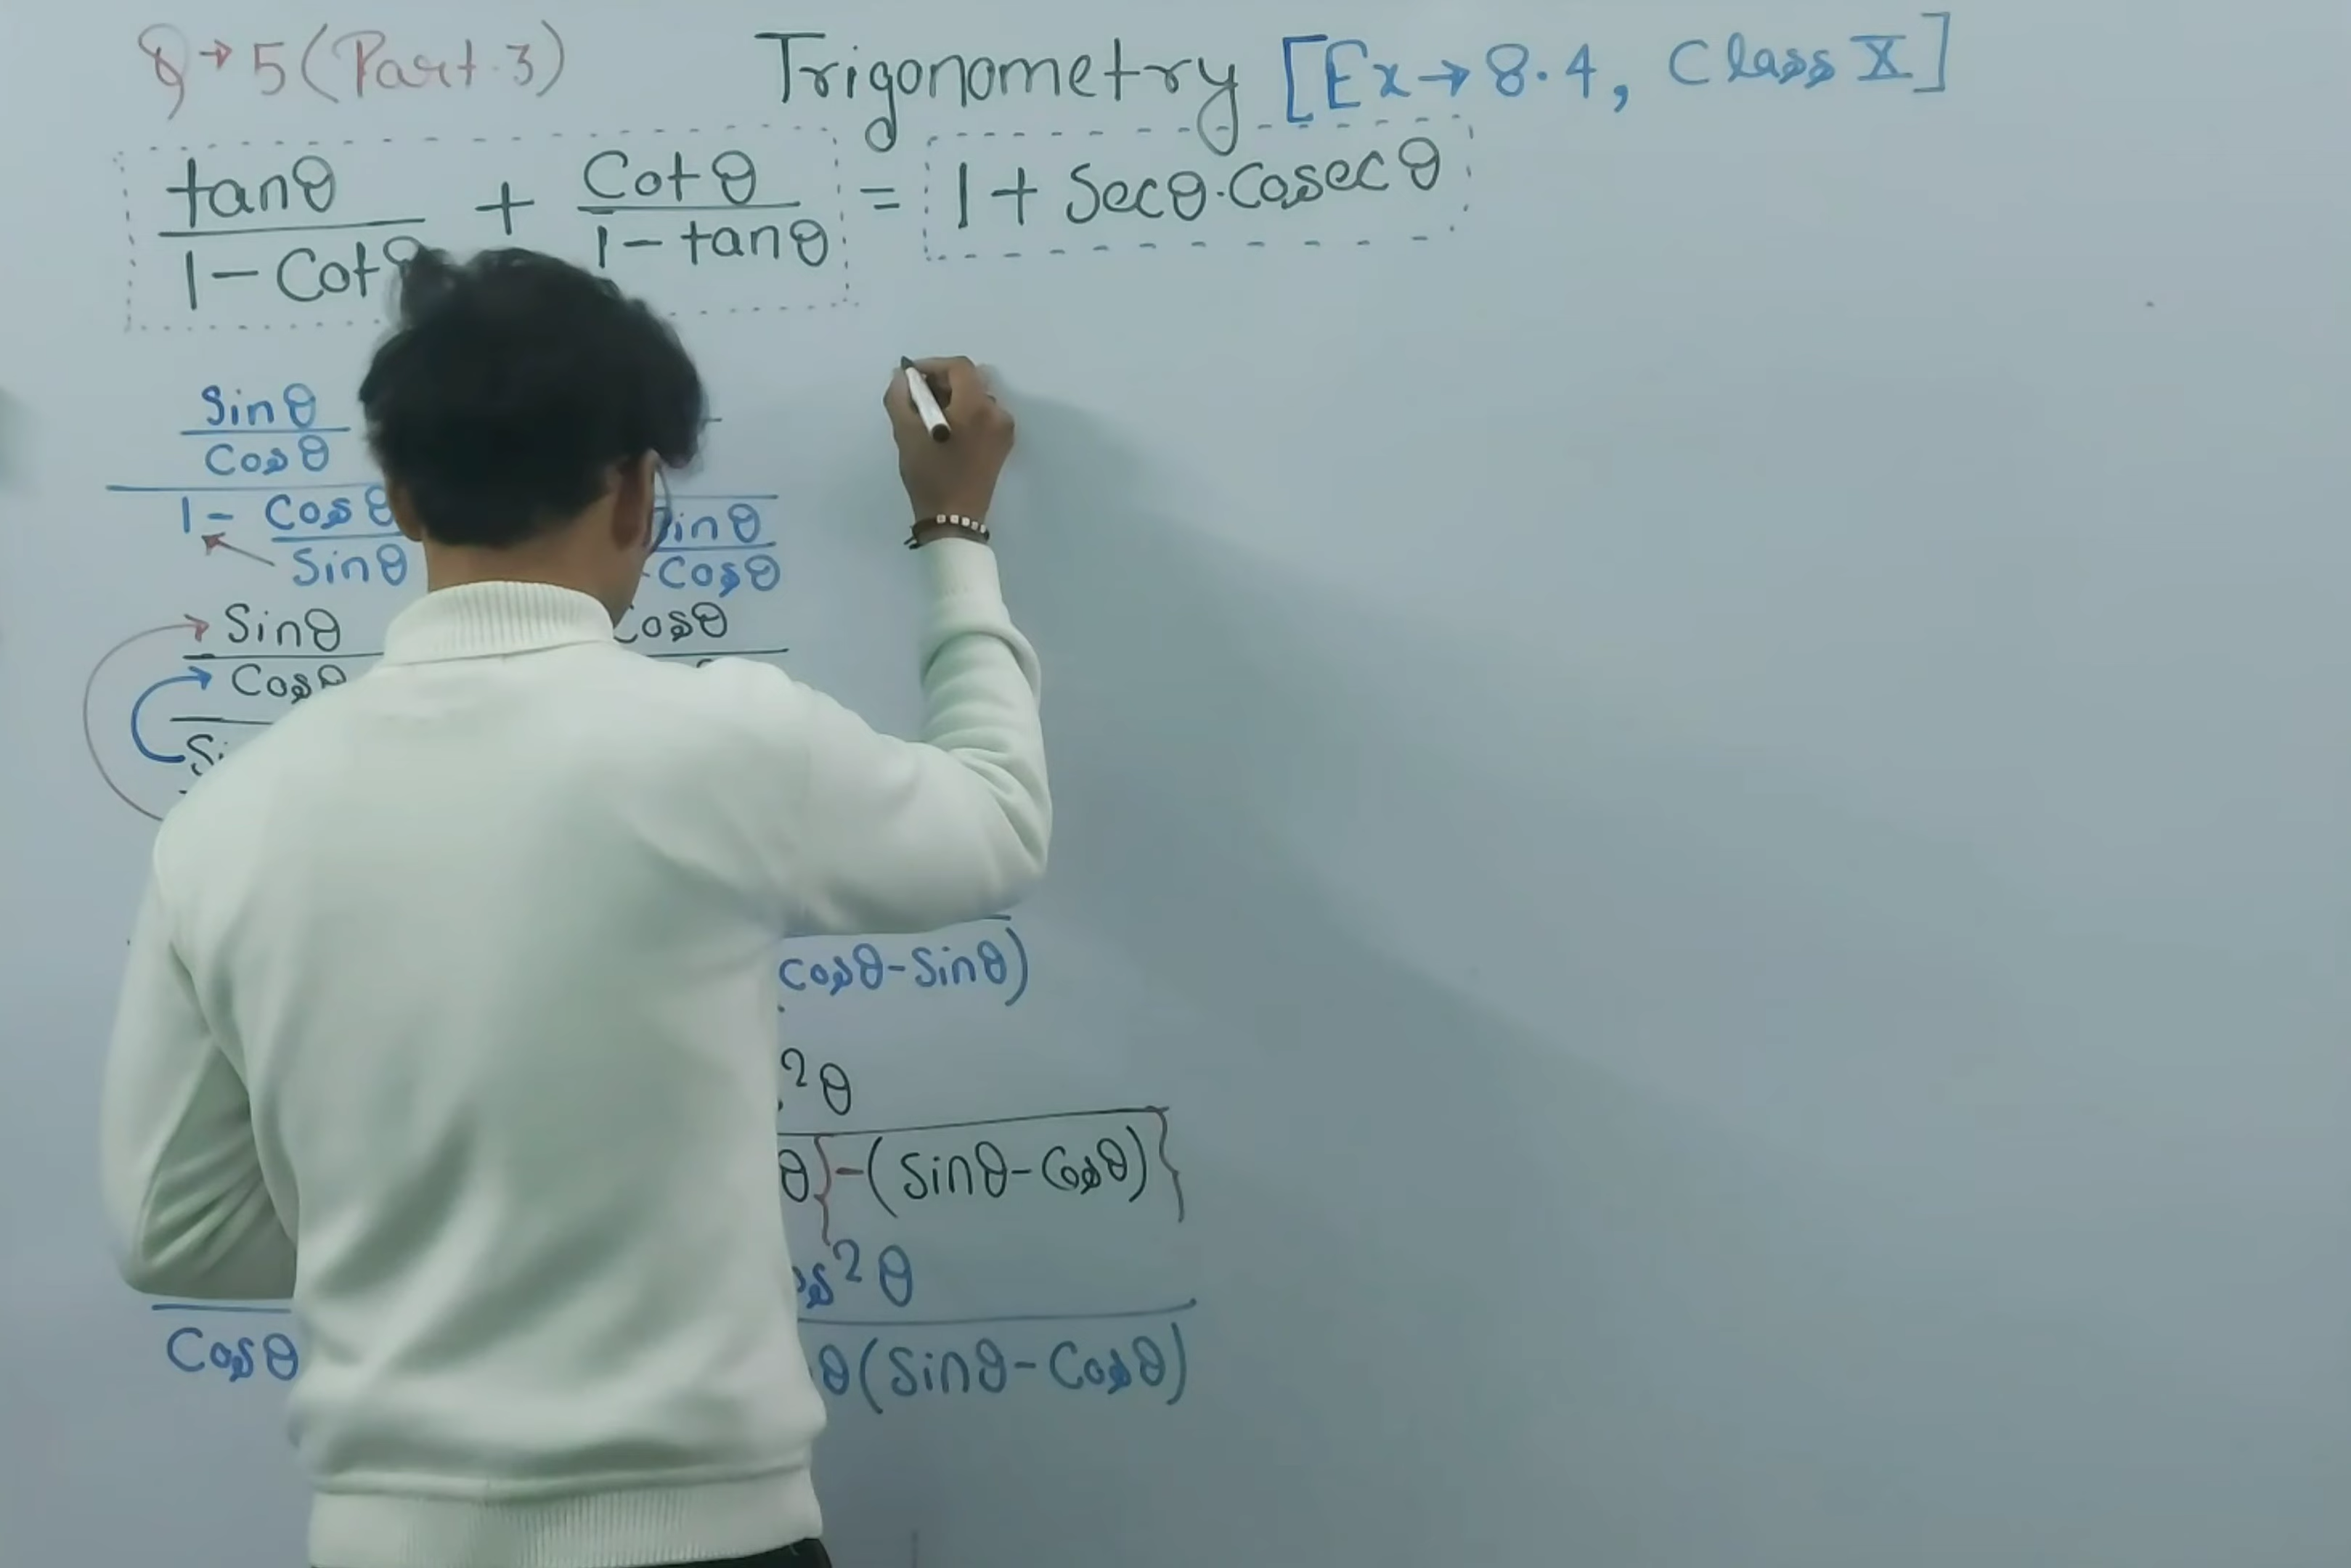 Q→5(Part.3) Trigonometry [Ex→8.4, Class X]
tanθ + Cotθ = 1+ Secθ.Cosecθ
1-Cotθ 1-tanθ
Sinθ
Cosθ
1- Cosθ Sinθ
Sinθ Cosθ
Sinθ Cosθ
Cosθ
cosθ-Sinθ)
²θ
θ}-(Sinθ-Cosθ)}
s²θ
Cosθ θ(Sinθ-Cosθ)